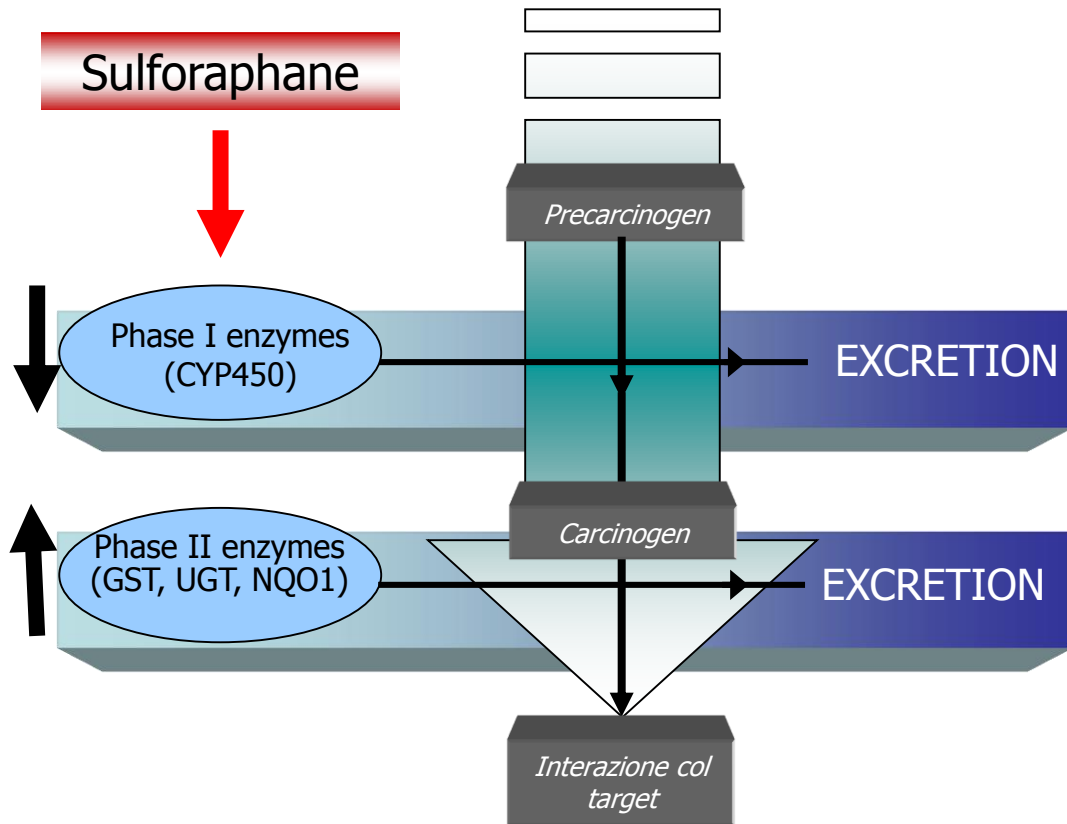 Sulforaphane
Precarcinogen
Phase I enzymes
(CYP450)
EXCRETION
Carcinogen
Phase II enzymes
(GST, UGT, NQO1)
EXCRETION
Interazione col
target